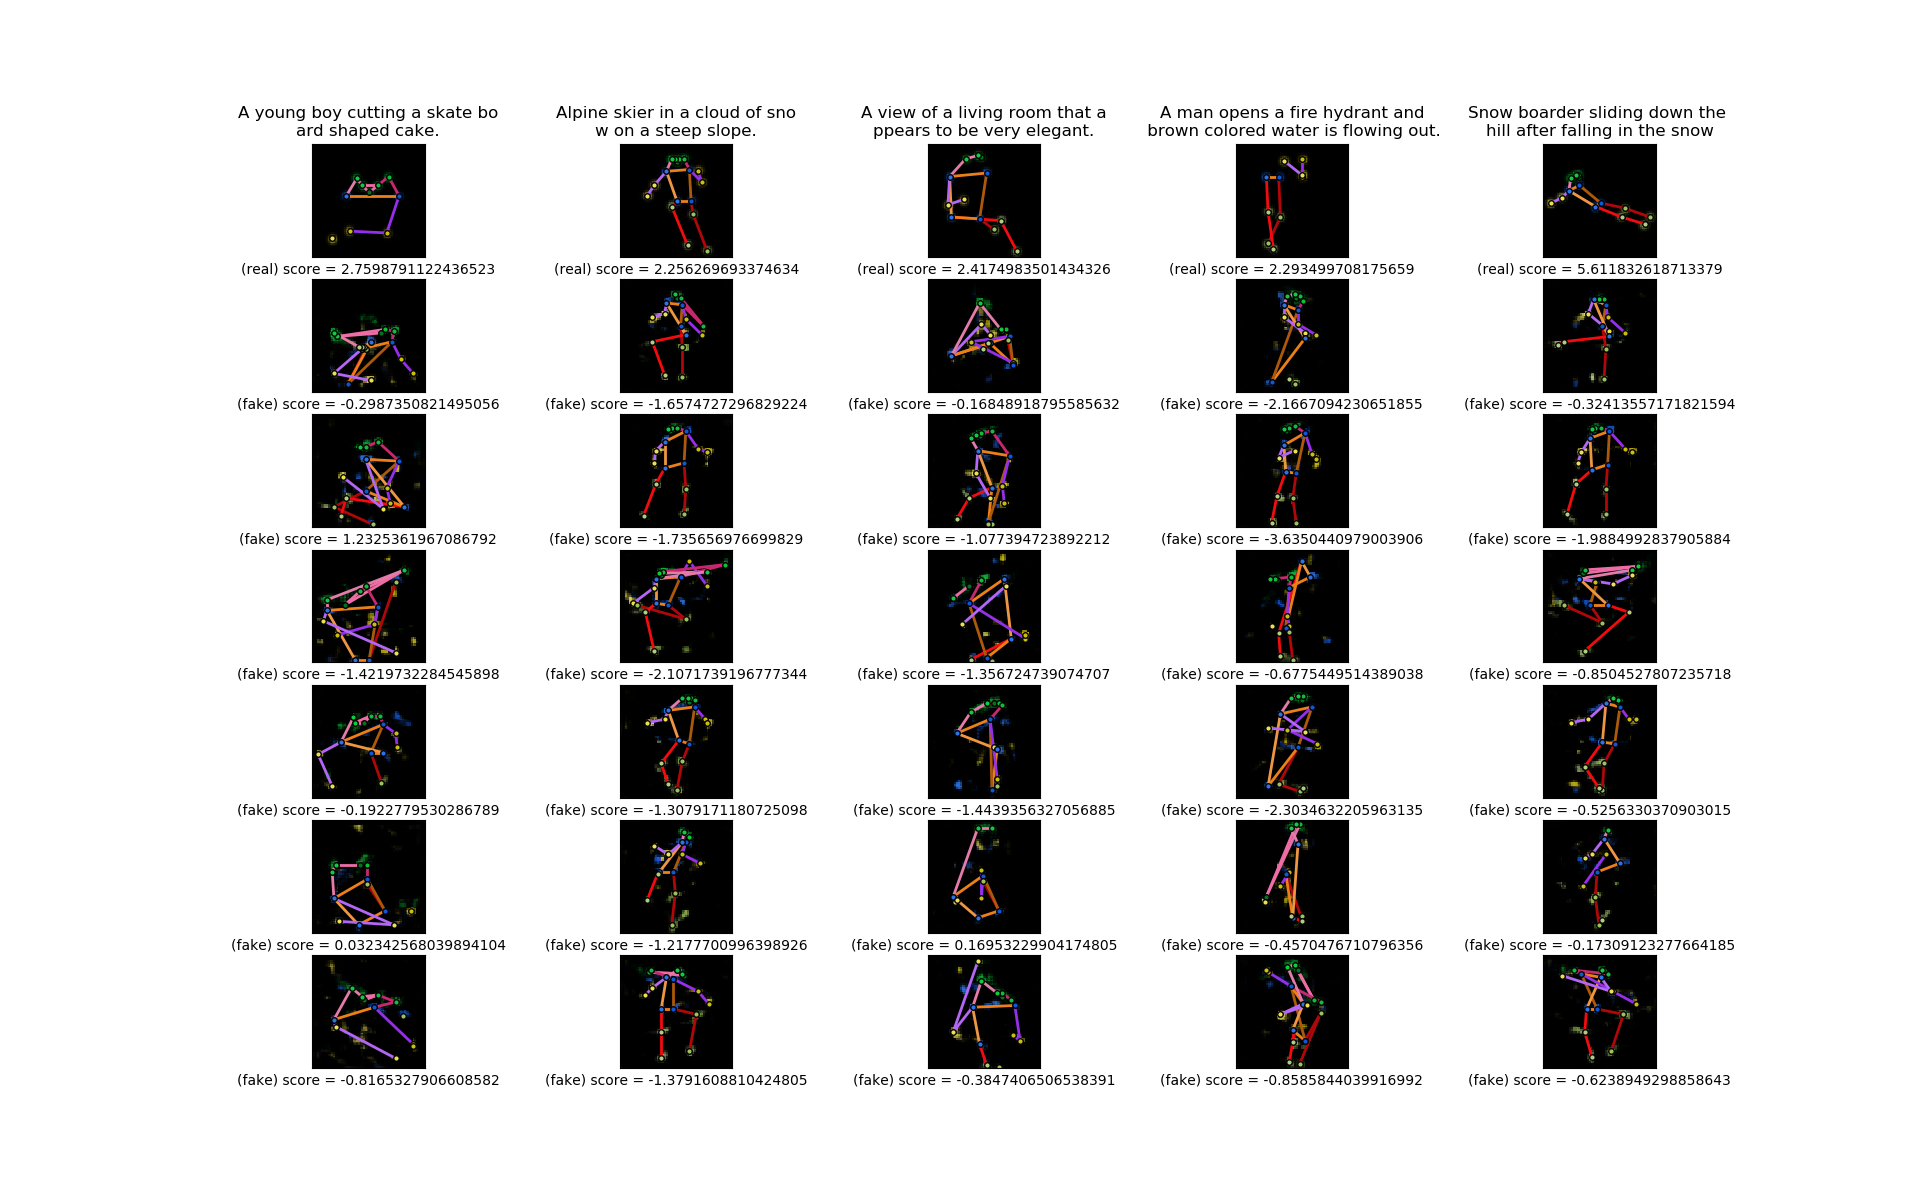 A young boy cutting a skate bo
ard shaped cake.
Alpine skier in a cloud of sno
w on a steep slope.
A view of a living room that a
ppears to be very elegant.
A man opens a fire hydrant and
brown colored water is flowing out.
Snow boarder sliding down the
hill after falling in the snow
(real) score = 2.7598791122436523
(real) score = 2.256269693374634
(real) score = 2.4174983501434326
(real) score = 2.293499708175659
(real) score = 5.611832618713379
(fake) score = -0.2987350821495056
(fake) score = -1.6574727296829224
(fake) score = -0.16848918795585632
(fake) score = -2.1667094230651855
(fake) score = -0.32413557171821594
(fake) score = 1.2325361967086792
(fake) score = -1.735656976699829
(fake) score = -1.077394723892212
(fake) score = -3.6350440979003906
(fake) score = -1.9884992837905884
(fake) score = -1.4219732284545898
(fake) score = -2.1071739196777344
(fake) score = -1.356724739074707
(fake) score = -0.6775449514389038
(fake) score = -0.8504527807235718
(fake) score = -0.1922779530286789
(fake) score = -1.3079171180725098
(fake) score = -1.4439356327056885
(fake) score = -2.3034632205963135
(fake) score = -0.5256330370903015
(fake) score = 0.032342568039894104
(fake) score = -1.2177700996398926
(fake) score = 0.16953229904174805
(fake) score = -0.4570476710796356
(fake) score = -0.17309123277664185
(fake) score = -0.8165327906608582
(fake) score = -1.3791608810424805
(fake) score = -0.3847406506538391
(fake) score = -0.8585844039916992
(fake) score = -0.6238949298858643